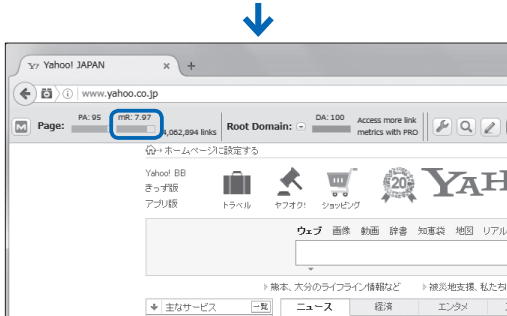 Yahoo! JAPAN
www.yahoo.co.jp
Page: PA: 95 mR: 7.97 4,062,894 links Root Domain: DA: 100 Access more link metrics with PRO
→ホームページに設定する
Yahoo! BB
きっず版
アプリ版
トラベル ヤフオク! ショッピング 20 YAH
ウェブ 画像 動画 辞書 知恵袋 地図 リアル
熊本、大分のライフライン情報など 被災地支援、私たち
主なサービス 一覧 ニュース 経済 エンタメ